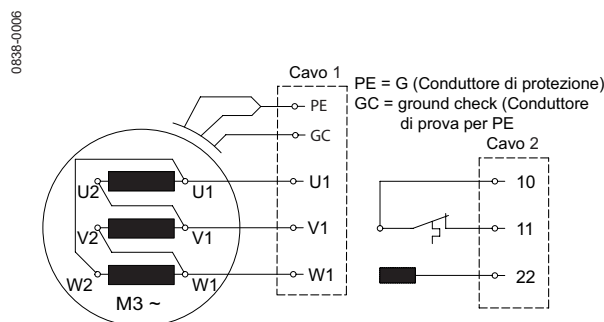 0838-0006
Cavo 1
PE = G (Conduttore di protezione)
GC = ground check (Conduttore
di prova per PE
PE
GC
Cavo 2
U2 U1 U1 10
V2 V1 V1 11
W2 W1 W1 22
M3 ~